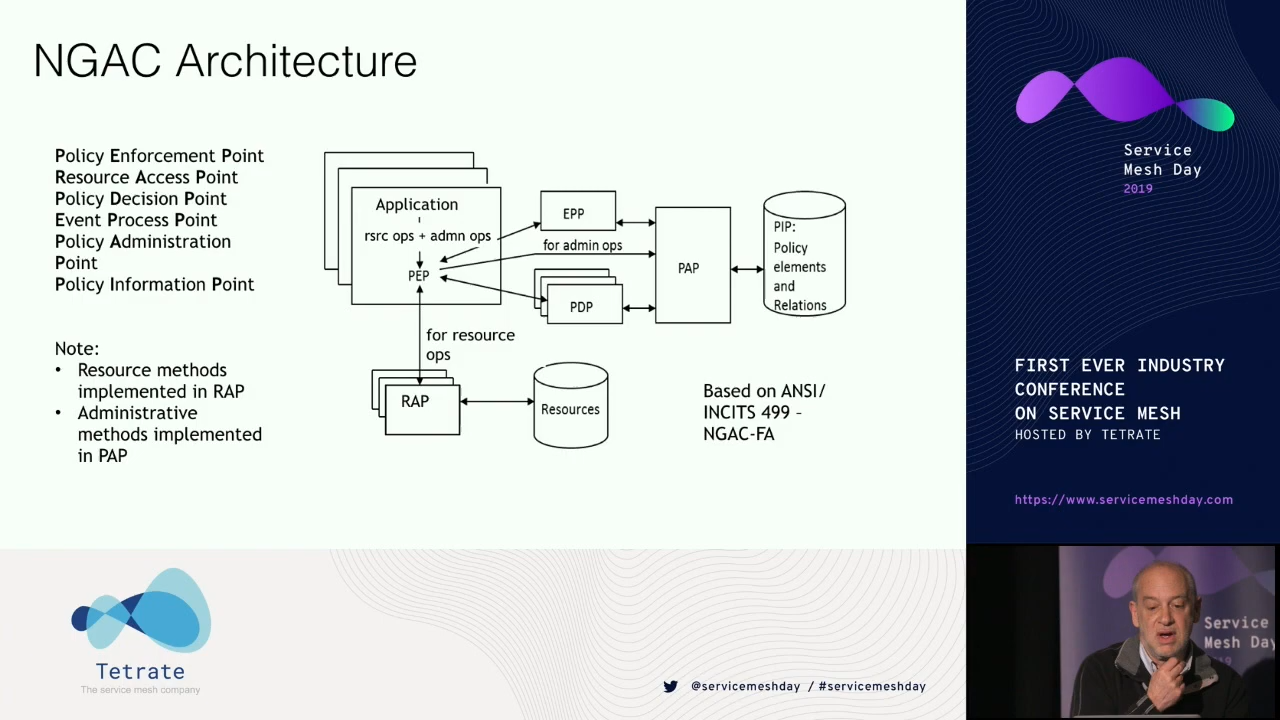 NGAC Architecture
Policy Enforcement Point
Resource Access Point
Policy Decision Point
Event Process Point
Policy Administration
Point
Policy Information Point
Note:
• Resource methods
implemented in RAP
• Administrative
methods implemented
in PAP
Application
rsrc ops + admn ops
PEP
for resource
ops
RAP
Resources
EPP
for admin ops
PDP
PAP
PIP:
Policy
elements
and
Relations
Based on ANSI/
INCITS 499 –
NGAC-FA
Service
Mesh Day
2019
FIRST EVER INDUSTRY
CONFERENCE
ON SERVICE MESH
HOSTED BY TETRATE
https://www.servicemeshday.com
Tetrate
The service mesh company
@servicemeshday / #servicemeshday
Service
Mesh Day